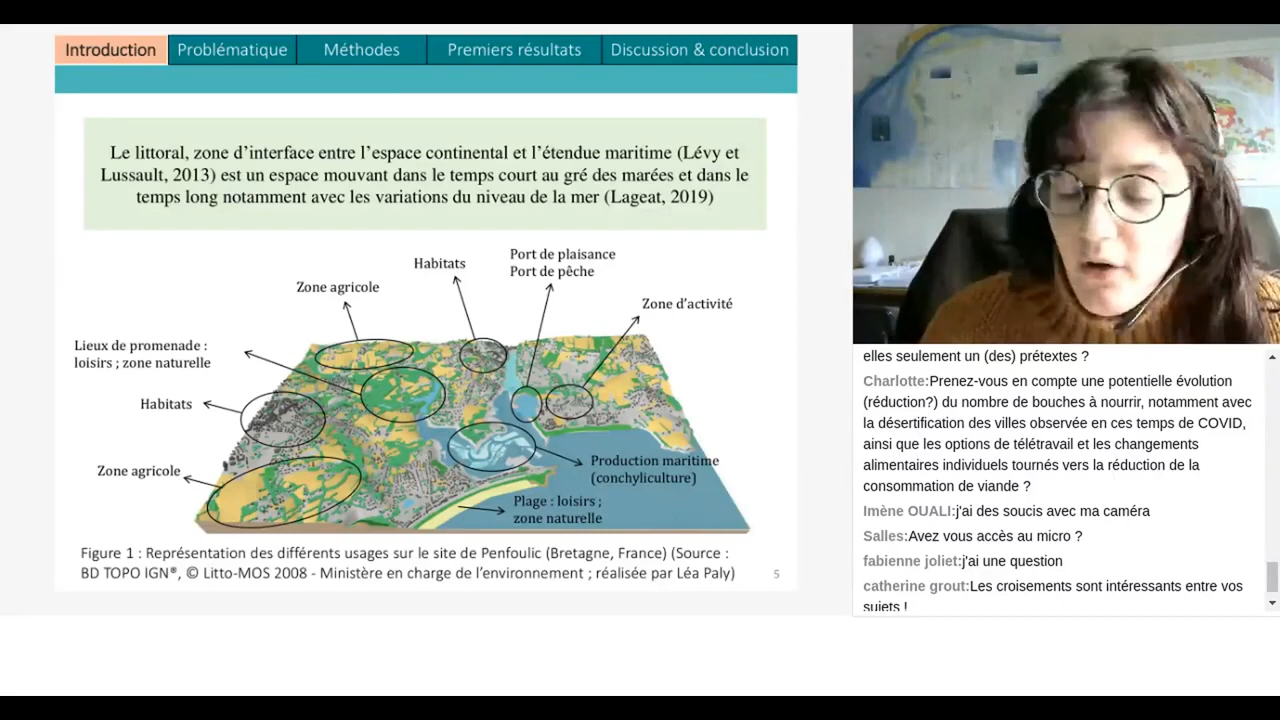 Introduction
Problématique
Méthodes
Premiers résultats
Discussion & conclusion
Le littoral, zone d’interface entre l’espace continental et l’étendue maritime (Lévy et
Lussault, 2013) est un espace mouvant dans le temps court au gré des marées et dans le
temps long notamment avec les variations du niveau de la mer (Lageat, 2019)
Port de plaisance
Port de pêche
Habitats
Zone agricole
Zone d’activité
Lieux de promenade :
loisirs ; zone naturelle
Habitats
Zone agricole
Production maritime
(conchyliculture)
Plage : loisirs ;
zone naturelle
Figure 1 : Représentation des différents usages sur le site de Penfoulic (Bretagne, France) (Source :
BD TOPO IGN®, © Litto-MOS 2008 - Ministère en charge de l’environnement ; réalisée par Léa Paly)
5
elles seulement un (des) prétextes ?
Charlotte:Prenez-vous en compte une potentielle évolution
(réduction?) du nombre de bouches à nourrir, notamment avec
la désertification des villes observée en ces temps de COVID,
ainsi que les options de télétravail et les changements
alimentaires individuels tournés vers la réduction de la
consommation de viande ?
Imène OUALI:j'ai des soucis avec ma caméra
Salles:Avez vous accès au micro ?
fabienne joliet:j'ai une question
catherine grout:Les croisements sont intéressants entre vos
sujets !